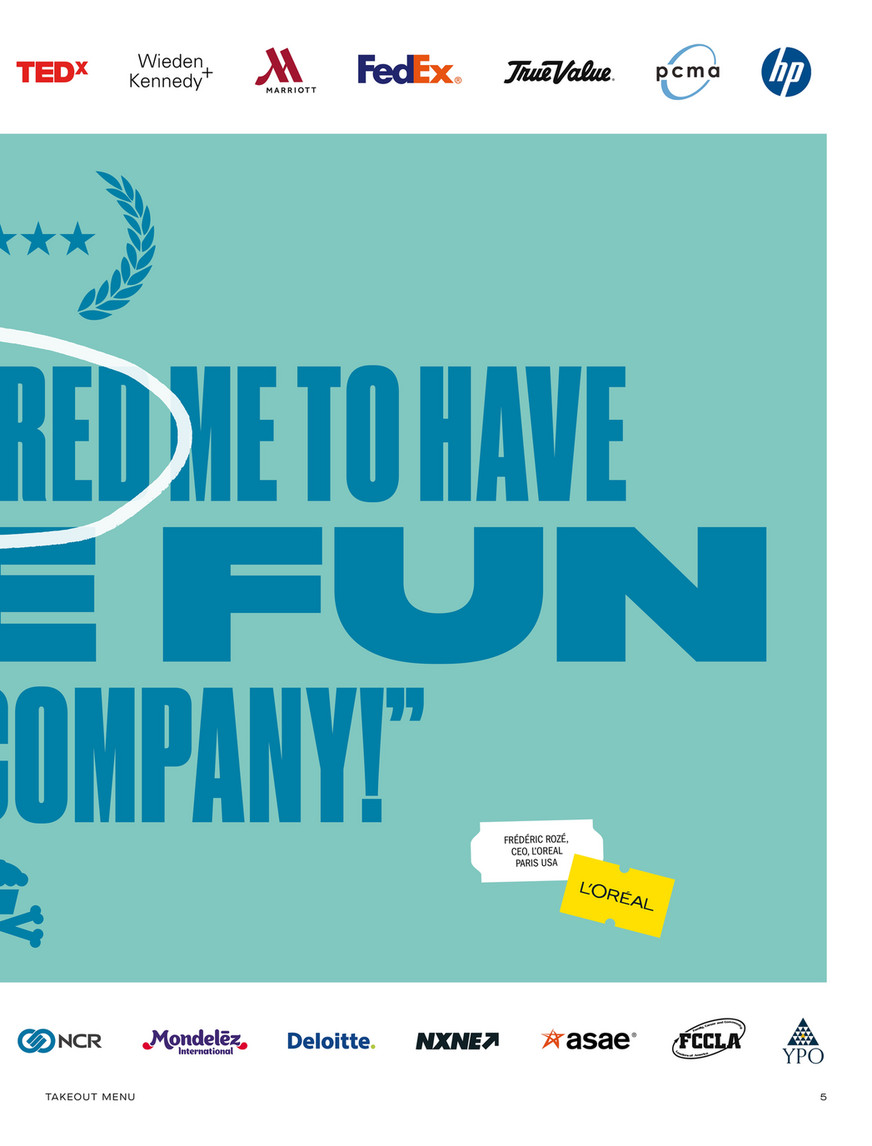 TEDx
Wieden+
Kennedy
MARRIOTT
FedEx®
True Value.
pcma
hp
RED ME TO HAVE
E FUN
COMPANY!”
FRÉDÉRIC ROZÉ,
CEO, L'OREAL
PARIS USA
L'ORÉAL
NCR
Mondelēz
International
Deloitte.
NXNE
asae®
FCCLA
YPO
TAKEOUT MENU
5